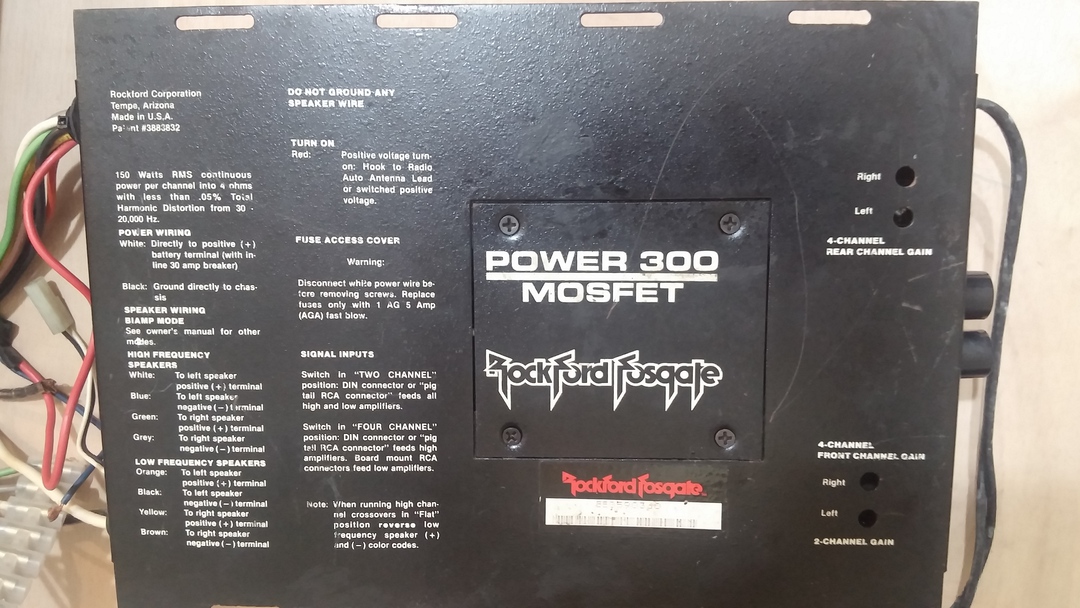 Rockford Corporation
Tempe, Arizona
Made in U.S.A.
Patent #3883832
150 Watts RMS continuous
power per channel into 4 ohms
with less than .05% Total
Harmonic Distortion from 30 -
20,000 Hz.
POWER WIRING
White: Directly to positive (+)
battery terminal (with in-
line 30 amp breaker)
Black: Ground directly to chas-
sis
SPEAKER WIRING
BIAMP MODE
See owner's manual for other
modes.
HIGH FREQUENCY
SPEAKERS
White: To left speaker
positive (+) terminal
Blue: To left speaker
negative (-) terminal
Green: To right speaker
positive (+) terminal
Grey: To right speaker
negative (-) terminal
LOW FREQUENCY SPEAKERS
Orange: To left speaker
positive (+) terminal
Black: To left speaker
negative (-) terminal
Yellow: To right speaker
positive (+) terminal
Brown: To right speaker
negative (-) terminal
DO NOT GROUND ANY
SPEAKER WIRE
TURN ON
Red: Positive voltage turn-
on: Hook to Radio
Auto Antenna Lead
or switched positive
voltage.
FUSE ACCESS COVER
Warning:
Disconnect white power wire be-
fore removing screws. Replace
fuses only with 1 AG 5 Amp
(AGA) fast blow.
SIGNAL INPUTS
Switch in "TWO CHANNEL"
position: DIN connector or "pig
tail RCA connector" feeds all
high and low amplifiers.
Switch in "FOUR CHANNEL"
position: DIN connector or "pig
tail RCA connector" feeds high
amplifiers. Board mount RCA
connectors feed low amplifiers.
Note: When running high chan-
nel crossovers in "Flat"
position reverse low
frequency speaker (+)
and (-) color codes.
POWER 300
MOSFET
Rockford Fosgate
Rockford Fosgate
Right
Left
4-CHANNEL
REAR CHANNEL GAIN
4-CHANNEL
FRONT CHANNEL GAIN
Right
Left
2-CHANNEL GAIN